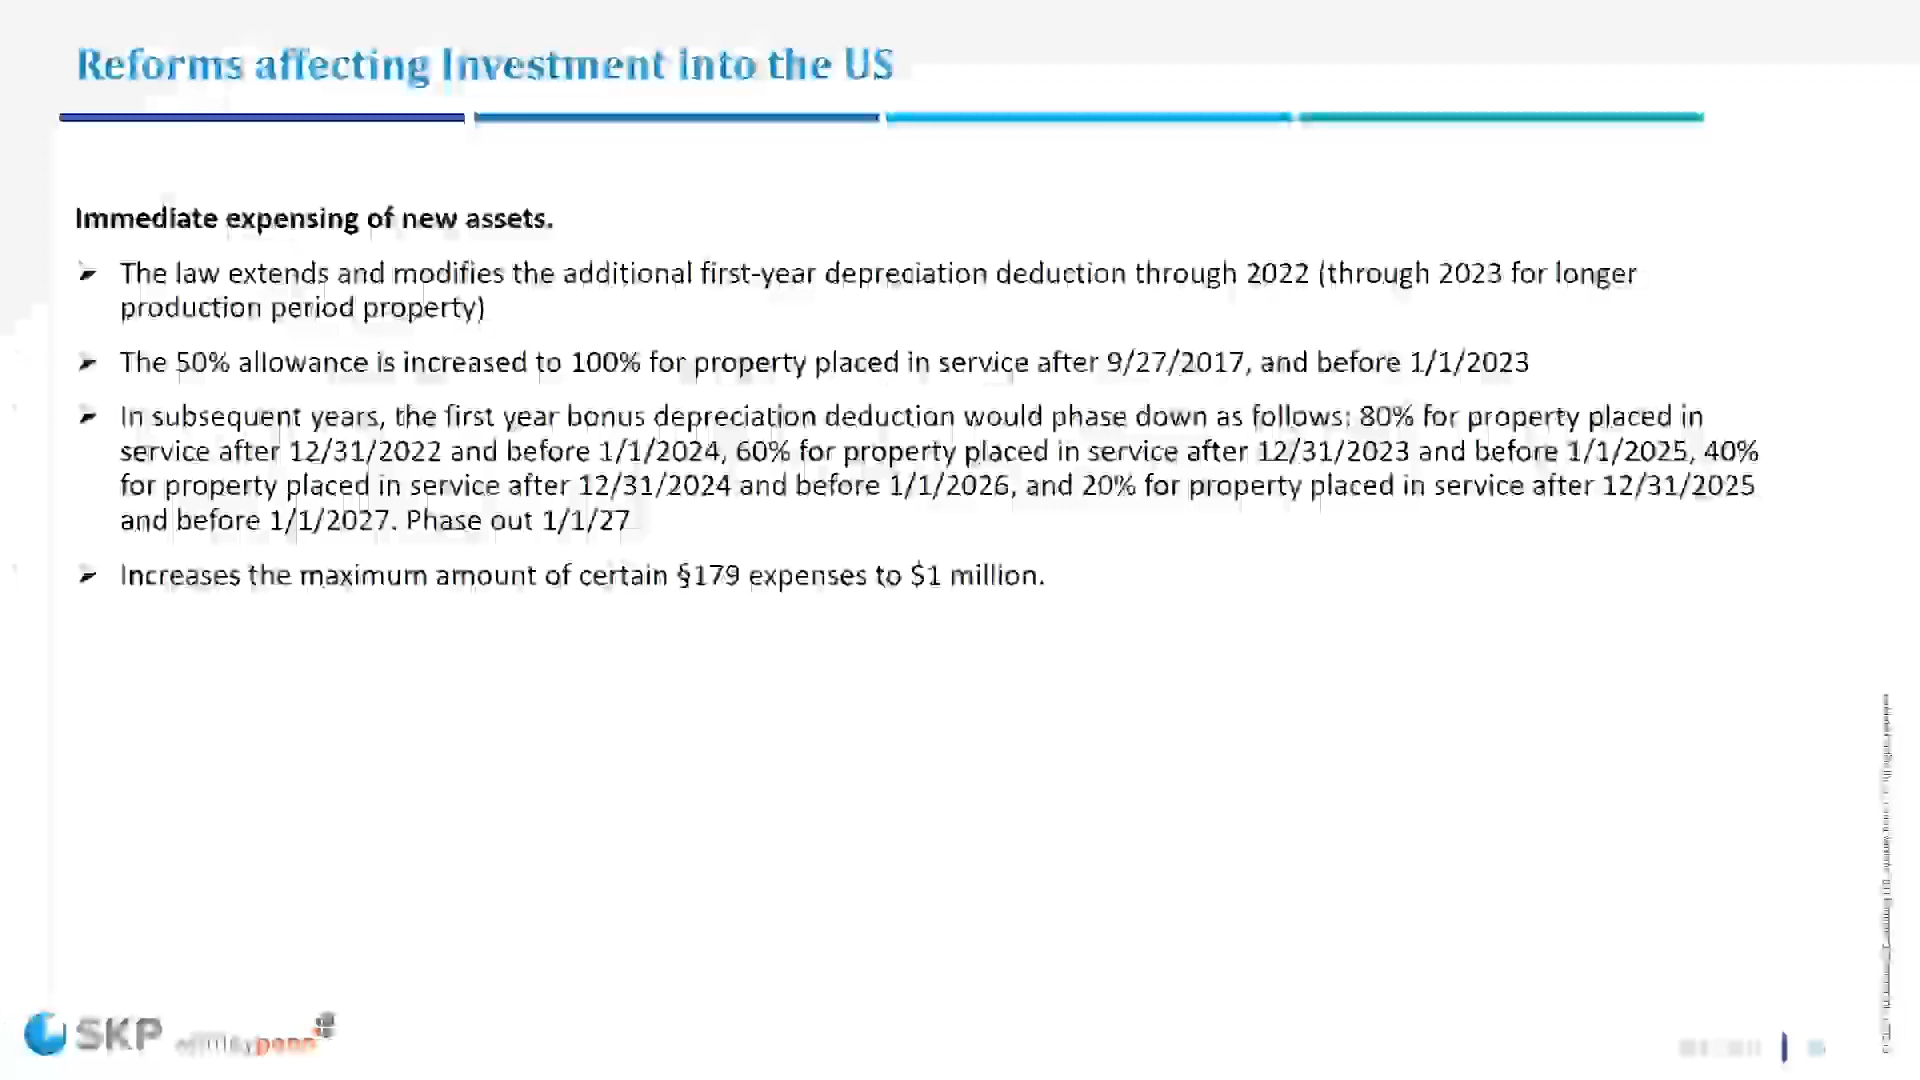 Reforms affecting Investment into the US
Immediate expensing of new assets.
➢ The law extends and modifies the additional first-year depreciation deduction through 2022 (through 2023 for longer
production period property)
➢ The 50% allowance is increased to 100% for property placed in service after 9/27/2017, and before 1/1/2023
➢ In subsequent years, the first year bonus depreciation deduction would phase down as follows: 80% for property placed in
service after 12/31/2022 and before 1/1/2024, 60% for property placed in service after 12/31/2023 and before 1/1/2025, 40%
for property placed in service after 12/31/2024 and before 1/1/2026, and 20% for property placed in service after 12/31/2025
and before 1/1/2027. Phase out 1/1/27
➢ Increases the maximum amount of certain §179 expenses to $1 million.
SKP